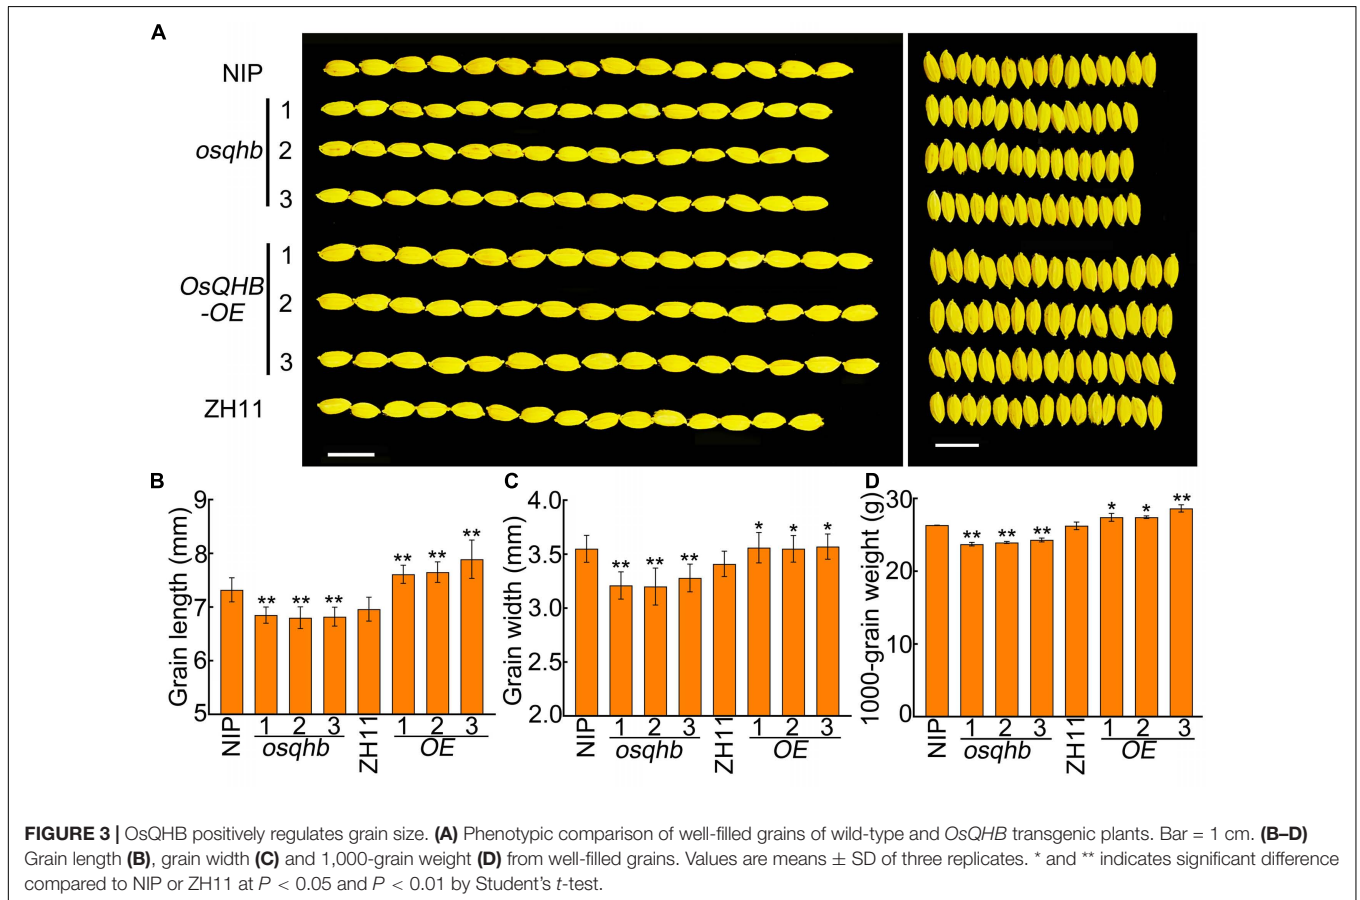 A
NIP
1
osqhb 2
3
1
OsQHB
-OE
2
3
ZH11
B
Grain length (mm)
9
8
7
6
5
** ** ** ** ** **
NIP 1 2 3 ZH11 1 2 3
osqhb OE
C
Grain width (mm)
4.0
3.5
3.0
2.5
2.0
** ** ** * * *
NIP 1 2 3 ZH11 1 2 3
osqhb OE
D
1000-grain weight (g)
30
20
10
0
** ** ** * * **
NIP 1 2 3 ZH11 1 2 3
osqhb OE
FIGURE 3 | OsQHB positively regulates grain size. (A) Phenotypic comparison of well-filled grains of wild-type and OsQHB transgenic plants. Bar = 1 cm. (B–D)
Grain length (B), grain width (C) and 1,000-grain weight (D) from well-filled grains. Values are means ± SD of three replicates. * and ** indicates significant difference
compared to NIP or ZH11 at P < 0.05 and P < 0.01 by Student's t-test.